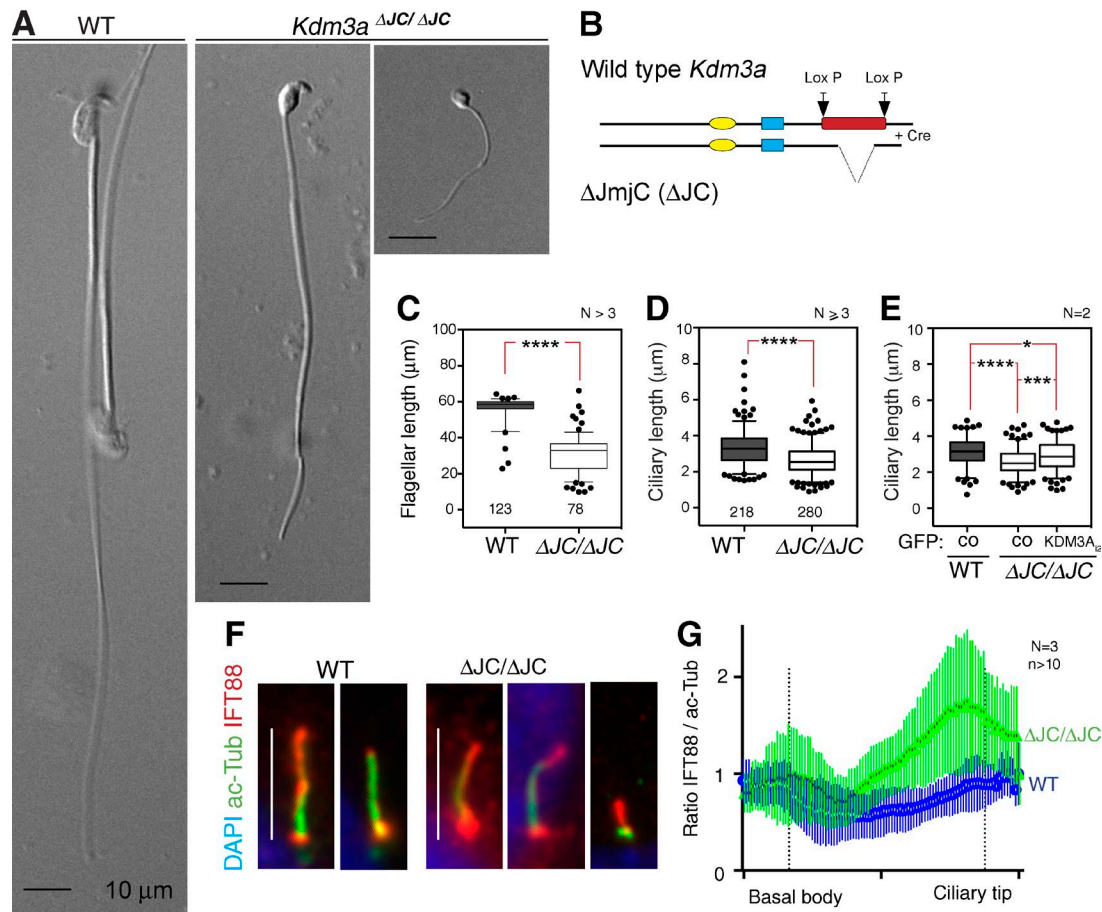 A
WT
Kdm3a ΔJC/ ΔJC
10 μm
B
Wild type Kdm3a
Lox P
Lox P
+ Cre
ΔJmjC (ΔJC)
C
N > 3
Flagellar length (μm)
100
80
60
40
20
0
****
123
78
WT
ΔJC/ΔJC
D
N ⩾ 3
Ciliary length (μm)
10
8
6
4
2
0
****
218
280
WT
ΔJC/ΔJC
E
N=2
Ciliary length (μm)
10
8
6
4
2
0
*
****
***
GFP:
co
co
KDM3Ai2
WT
ΔJC/ΔJC
F
DAPI ac-Tub IFT88
WT
ΔJC/ΔJC
G
N=3
n>10
Ratio IFT88 / ac-Tub
2
1
0
ΔJC/ΔJC
WT
Basal body
Ciliary tip